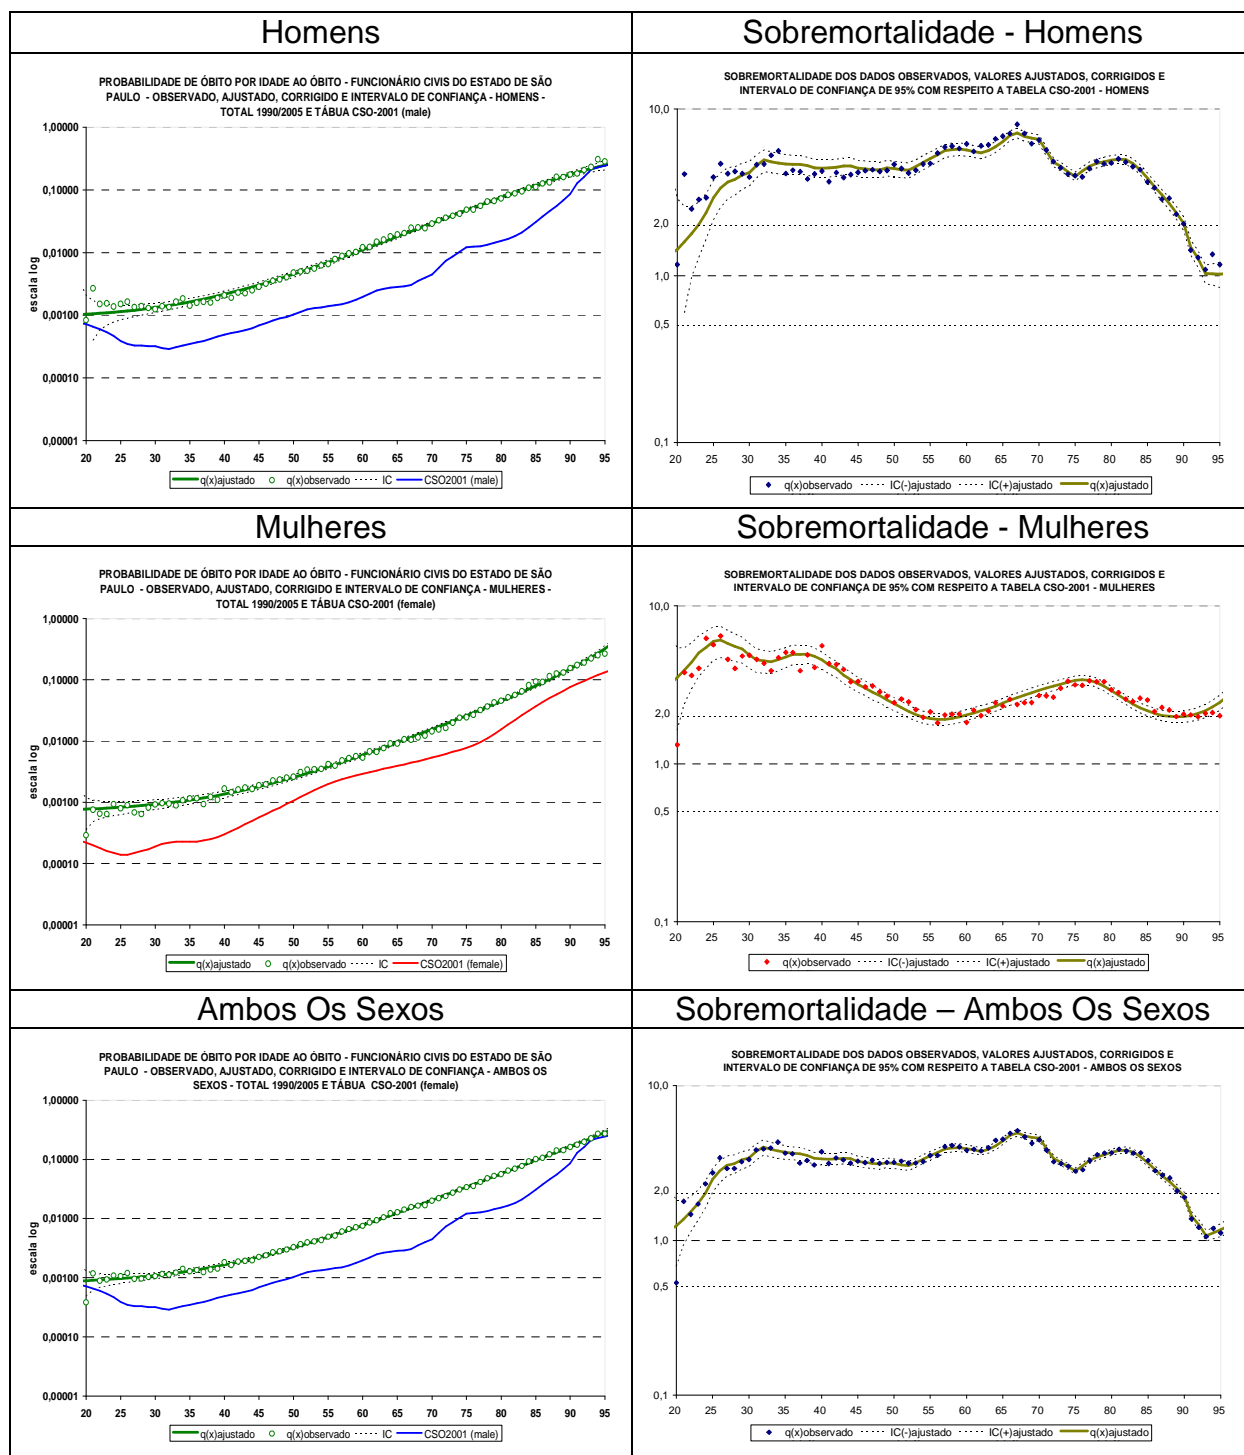 Homens
Sobremortalidade - Homens
PROBABILIDADE DE ÓBITO POR IDADE AO ÓBITO - FUNCIONÁRIO CIVIS DO ESTADO DE SÃO
PAULO - OBSERVADO, AJUSTADO, CORRIGIDO E INTERVALO DE CONFIANÇA - HOMENS -
TOTAL 1990/2005 E TÁBUA CSO-2001 (male)
1,00000
0,10000
0,01000
0,00100
0,00010
0,00001
escala log
20 25 30 35 40 45 50 55 60 65 70 75 80 85 90 95
q(x)ajustado q(x)observado IC CSO2001 (male)
SOBREMORTALIDADE DOS DADOS OBSERVADOS, VALORES AJUSTADOS, CORRIGIDOS E
INTERVALO DE CONFIANÇA DE 95% COM RESPEITO A TABELA CSO-2001 - HOMENS
10,0
2,0
1,0
0,5
0,1
20 25 30 35 40 45 50 55 60 65 70 75 80 85 90 95
q(x)observado IC(-)ajustado IC(+)ajustado q(x)ajustado
Mulheres
Sobremortalidade - Mulheres
PROBABILIDADE DE ÓBITO POR IDADE AO ÓBITO - FUNCIONÁRIO CIVIS DO ESTADO DE SÃO
PAULO - OBSERVADO, AJUSTADO, CORRIGIDO E INTERVALO DE CONFIANÇA - MULHERES -
TOTAL 1990/2005 E TÁBUA CSO-2001 (female)
1,00000
0,10000
0,01000
0,00100
0,00010
0,00001
escala log
20 25 30 35 40 45 50 55 60 65 70 75 80 85 90 95
q(x)ajustado q(x)observado IC CSO2001 (female)
SOBREMORTALIDADE DOS DADOS OBSERVADOS, VALORES AJUSTADOS, CORRIGIDOS E
INTERVALO DE CONFIANÇA DE 95% COM RESPEITO A TABELA CSO-2001 - MULHERES
10,0
2,0
1,0
0,5
0,1
20 25 30 35 40 45 50 55 60 65 70 75 80 85 90 95
q(x)observado IC(-)ajustado IC(+)ajustado q(x)ajustado
Ambos Os Sexos
Sobremortalidade – Ambos Os Sexos
PROBABILIDADE DE ÓBITO POR IDADE AO ÓBITO - FUNCIONÁRIO CIVIS DO ESTADO DE SÃO
PAULO - OBSERVADO, AJUSTADO, CORRIGIDO E INTERVALO DE CONFIANÇA - AMBOS OS
SEXOS - TOTAL 1990/2005 E TÁBUA CSO-2001 (female)
1,00000
0,10000
0,01000
0,00100
0,00010
0,00001
escala log
20 25 30 35 40 45 50 55 60 65 70 75 80 85 90 95
q(x)ajustado q(x)observado IC CSO2001 (male)
SOBREMORTALIDADE DOS DADOS OBSERVADOS, VALORES AJUSTADOS, CORRIGIDOS E
INTERVALO DE CONFIANÇA DE 95% COM RESPEITO A TABELA CSO-2001 - AMBOS OS SEXOS
10,0
2,0
1,0
0,5
0,1
20 25 30 35 40 45 50 55 60 65 70 75 80 85 90 95
q(x)observado IC(-)ajustado IC(+)ajustado q(x)ajustado